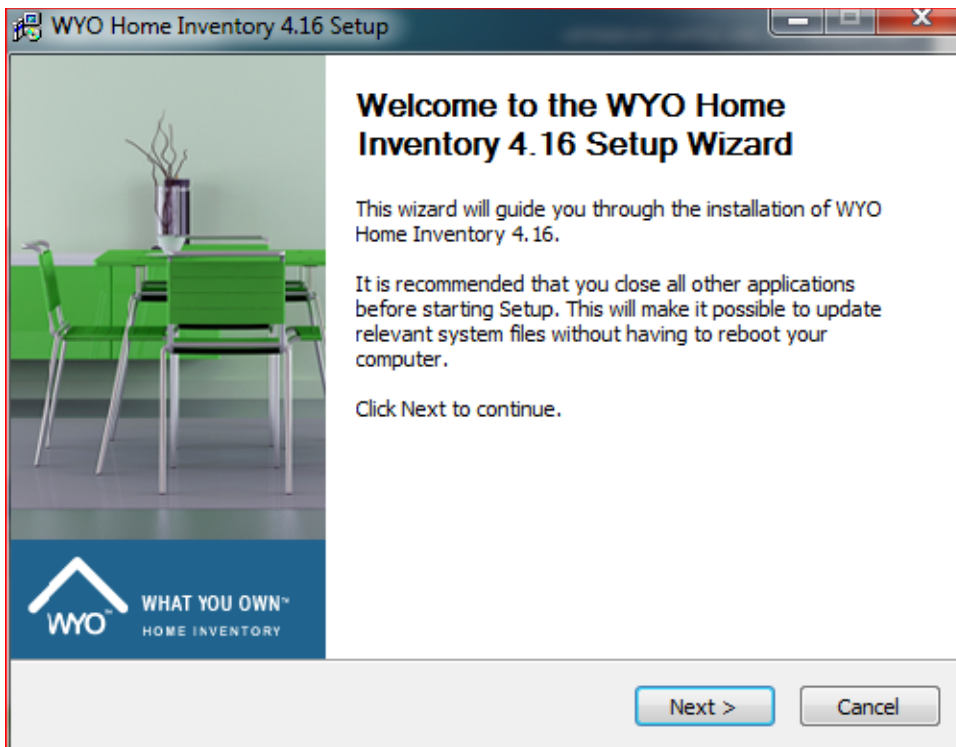 WYO Home Inventory 4.16 Setup
Welcome to the WYO Home
Inventory 4.16 Setup Wizard
This wizard will guide you through the installation of WYO
Home Inventory 4.16.
It is recommended that you close all other applications
before starting Setup. This will make it possible to update
relevant system files without having to reboot your
computer.
Click Next to continue.
WYO™
WHAT YOU OWN™
HOME INVENTORY
Next >
Cancel